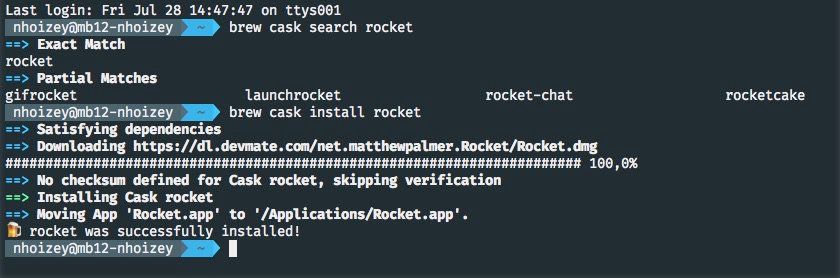 Last login: Fri Jul 28 14:47:47 on ttys001
nhoizey@mb12-nhoizey ~ brew cask search rocket
==> Exact Match
rocket
==> Partial Matches
gifrocket launchrocket rocket-chat rocketcake
nhoizey@mb12-nhoizey ~ brew cask install rocket
==> Satisfying dependencies
==> Downloading https://dl.devmate.com/net.matthewpalmer.Rocket/Rocket.dmg
######################################################################## 100,0%
==> No checksum defined for Cask rocket, skipping verification
==> Installing Cask rocket
==> Moving App 'Rocket.app' to '/Applications/Rocket.app'.
🍺 rocket was successfully installed!
nhoizey@mb12-nhoizey ~